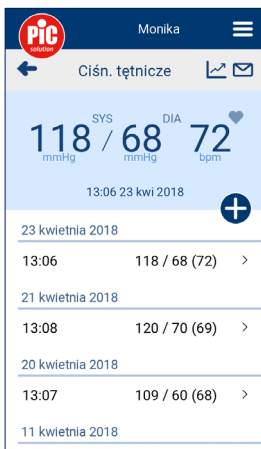 PiC
solution
Monika
Ciśn. tętnicze
SYS DIA
118 / 68 72
mmHg mmHg bpm
13:06 23 kwi 2018
23 kwietnia 2018
13:06 118 / 68 (72)
21 kwietnia 2018
13:08 120 / 70 (69)
20 kwietnia 2018
13:07 109 / 60 (68)
11 kwietnia 2018